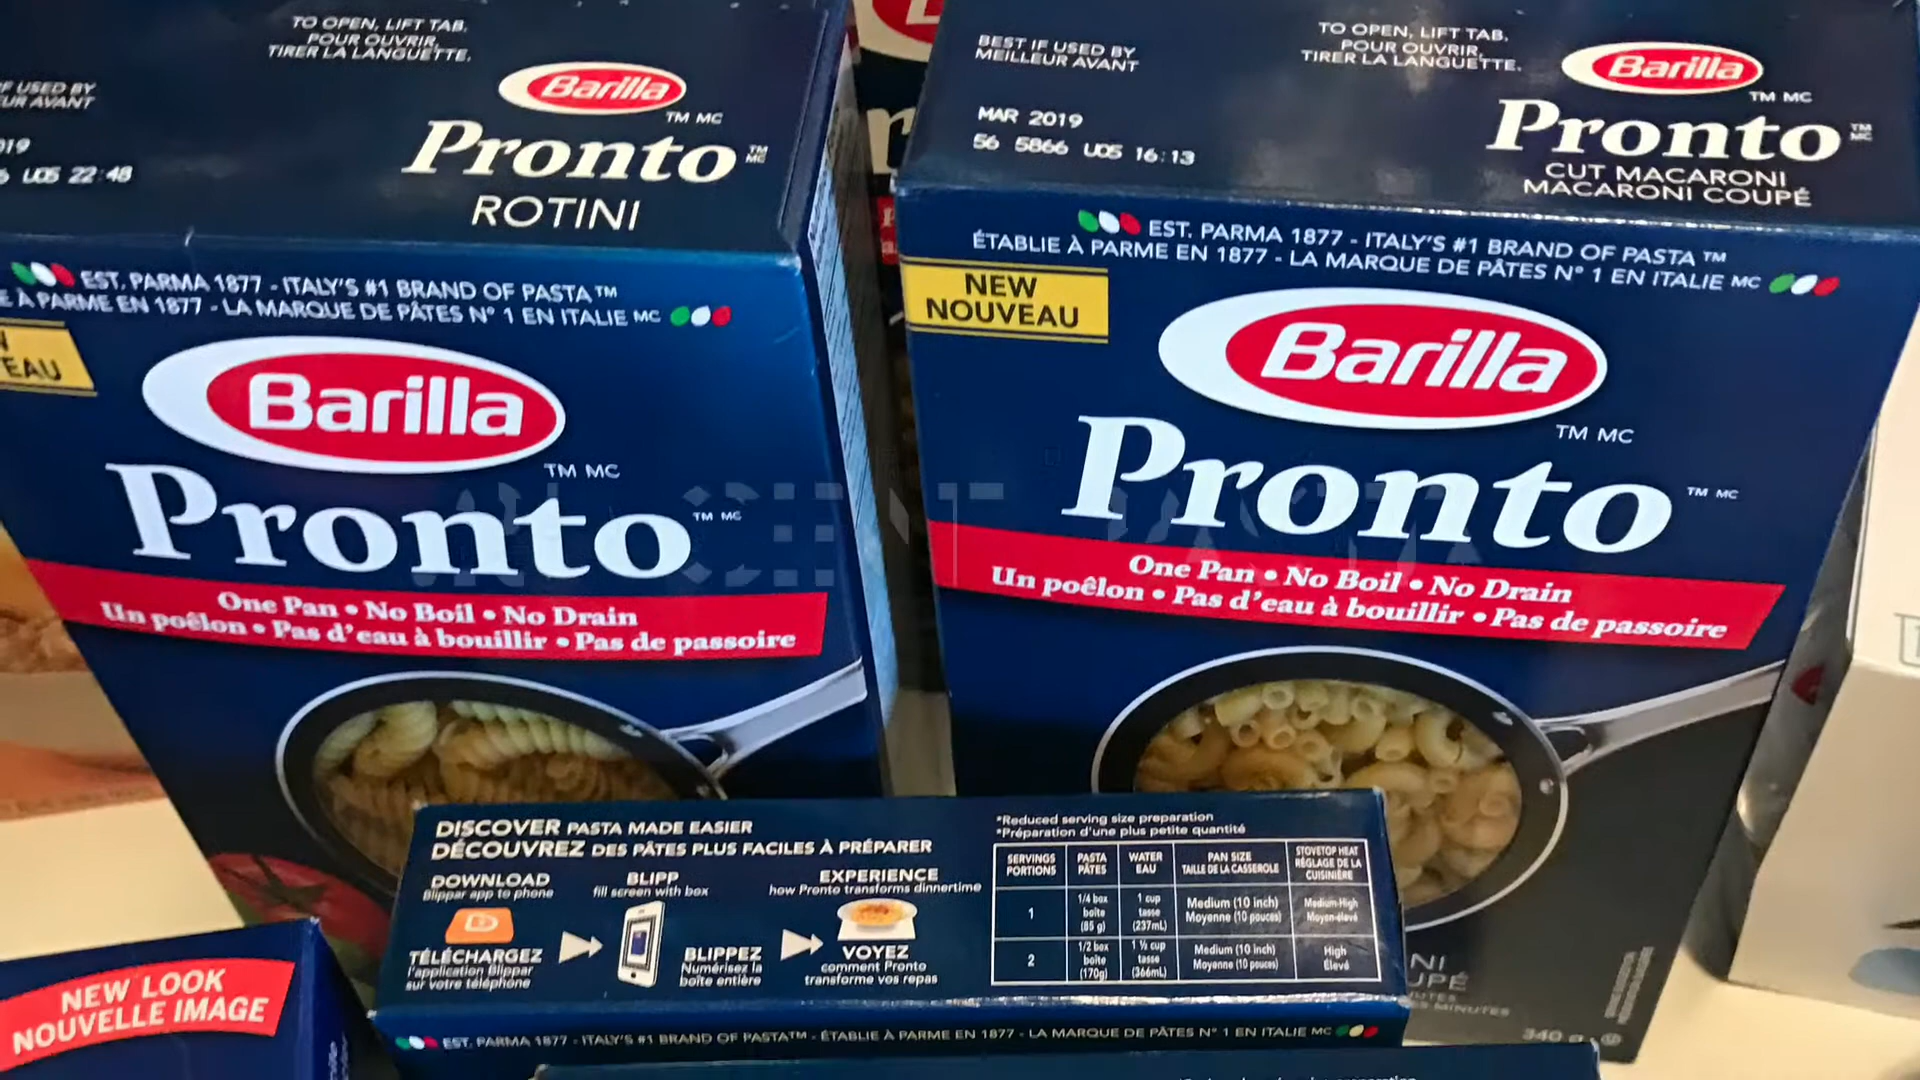 TO OPEN, LIFT TAB.
POUR OUVRIR,
TIRER LA LANGUETTE.
USED BY
AVANT
22:48
Barilla
TM MC
Pronto TM MC
ROTINI
EST. PARMA 1877 - ITALY'S #1 BRAND OF PASTA TM
À PARME EN 1877 - LA MARQUE DE PÂTES N° 1 EN ITALIE MC
Barilla
TM MC
Pronto TM MC
One Pan • No Boil • No Drain
Un poêlon • Pas d'eau à bouillir • Pas de passoire
BEST IF USED BY
MEILLEUR AVANT
MAR 2019
56 5866 U05 16:13
TO OPEN, LIFT TAB.
POUR OUVRIR,
TIRER LA LANGUETTE.
Barilla
TM MC
Pronto TM MC
CUT MACARONI
MACARONI COUPÉ
EST. PARMA 1877 - ITALY'S #1 BRAND OF PASTA TM
ÉTABLIE À PARME EN 1877 - LA MARQUE DE PÂTES N° 1 EN ITALIE MC
NEW
NOUVEAU
Barilla
TM MC
Pronto TM MC
One Pan • No Boil • No Drain
Un poêlon • Pas d'eau à bouillir • Pas de passoire
340 g
DISCOVER PASTA MADE EASIER
DÉCOUVREZ DES PÂTES PLUS FACILES À PRÉPARER
DOWNLOAD
Blippar app to phone
TÉLÉCHARGEZ
l'application Blippar
sur votre téléphone
BLIPP
fill screen with box
BLIPPEZ
Numérisez la
boîte entière
EXPERIENCE
how Pronto transforms dinnertime
VOYEZ
comment Pronto
transforme vos repas
*Reduced serving size preparation
*Préparation d'une plus petite quantité
SERVINGS PORTIONS PASTA PÂTES WATER EAU PAN SIZE TAILLE DE LA CASSEROLE STOVETOP HEAT RÉGLAGE DE LA CUISINIÈRE
1 1/4 box boîte (85 g) 1 cup tasse (237mL) Medium (10 inch) Moyenne (10 pouces) Medium-High Moyen-élevé
2 1/2 box boîte (170g) 1 ½ cup tasse (366mL) Medium (10 inch) Moyenne (10 pouces) High Élevé
EST. PARMA 1877 - ITALY'S #1 BRAND OF PASTA™ - ÉTABLIE À PARME EN 1877 - LA MARQUE DE PÂTES N° 1 EN ITALIE MC
NEW LOOK
NOUVELLE IMAGE